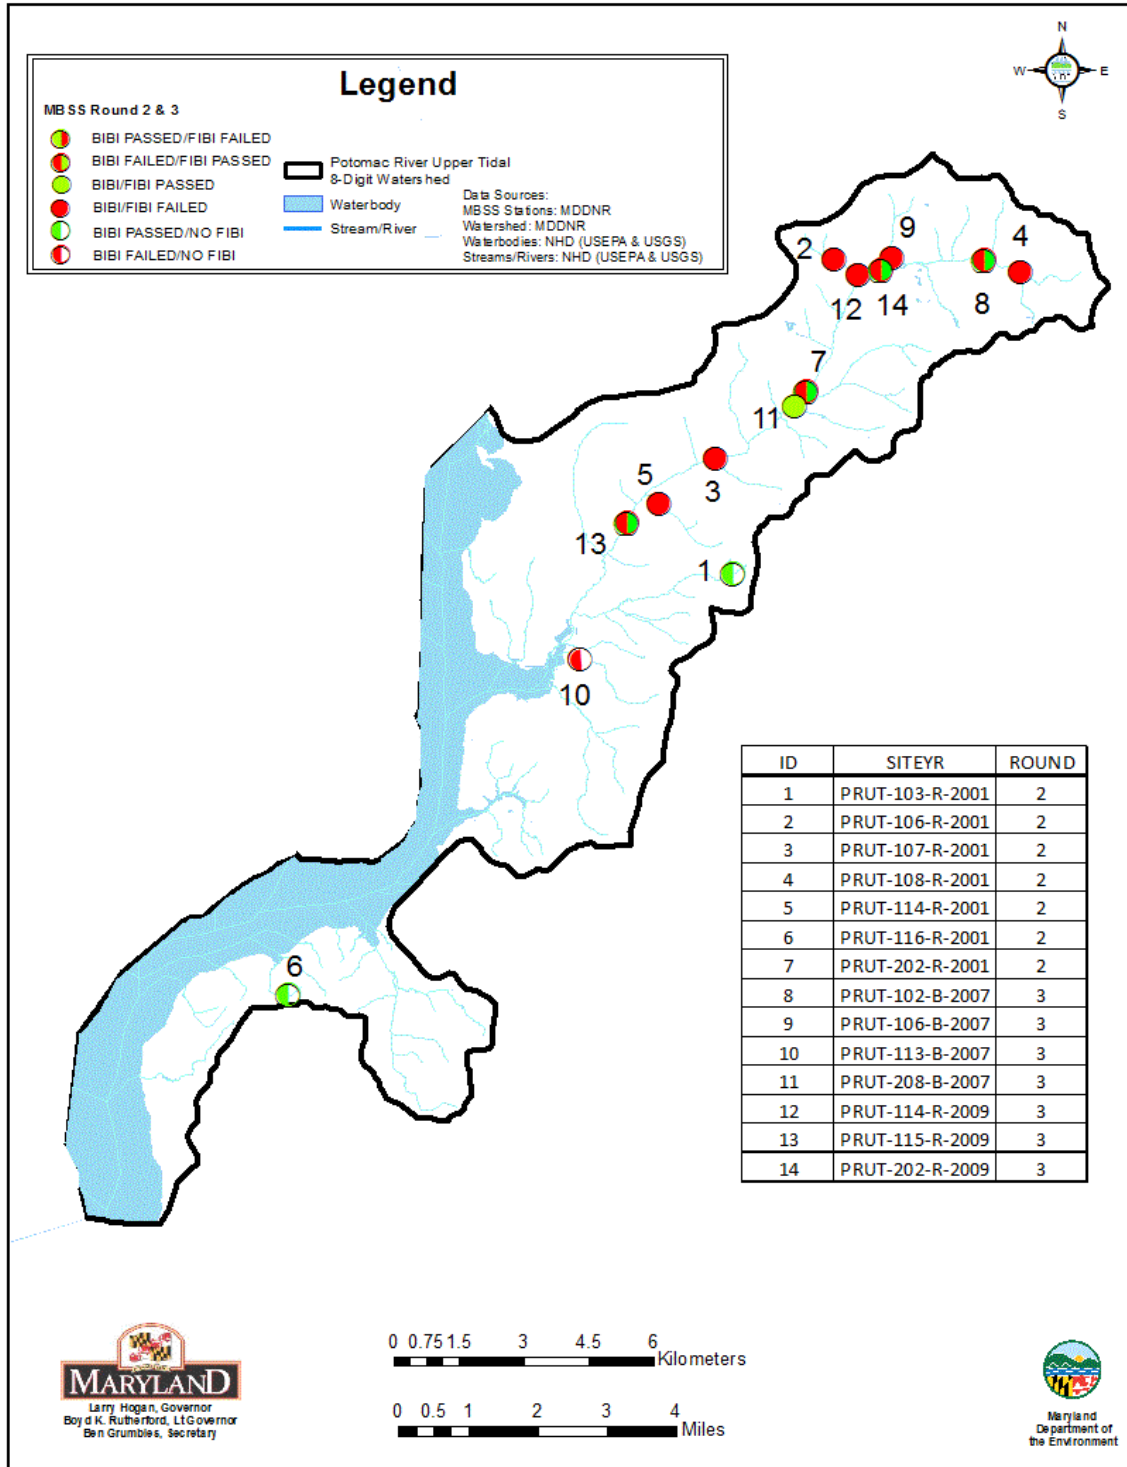 Legend
MBSS Round 2 & 3
BIBI PASSED/FIBI FAILED
BIBI FAILED/FIBI PASSED
BIBI/FIBI PASSED
BIBI/FIBI FAILED
BIBI PASSED/NO FIBI
BIBI FAILED/NO FIBI
Potomac River Upper Tidal
8-Digit Watershed
Waterbody
Stream/River
Data Sources:
MBSS Stations: MDDNR
Watershed: MDDNR
Waterbodies: NHD (USEPA & USGS)
Streams/Rivers: NHD (USEPA & USGS)
N
W E
S
2
9
4
12
14
8
7
11
5
3
13
1
10
6
ID SITEYR ROUND
1 PRUT-103-R-2001 2
2 PRUT-106-R-2001 2
3 PRUT-107-R-2001 2
4 PRUT-108-R-2001 2
5 PRUT-114-R-2001 2
6 PRUT-116-R-2001 2
7 PRUT-202-R-2001 2
8 PRUT-102-B-2007 3
9 PRUT-106-B-2007 3
10 PRUT-113-B-2007 3
11 PRUT-208-B-2007 3
12 PRUT-114-R-2009 3
13 PRUT-115-R-2009 3
14 PRUT-202-R-2009 3
MARYLAND
Larry Hogan, Governor
Boyd K. Rutherford, Lt Governor
Ben Grumbles, Secretary
0 0.75 1.5 3 4.5 6
Kilometers
0 0.5 1 2 3 4
Miles
Maryland
Department of
the Environment